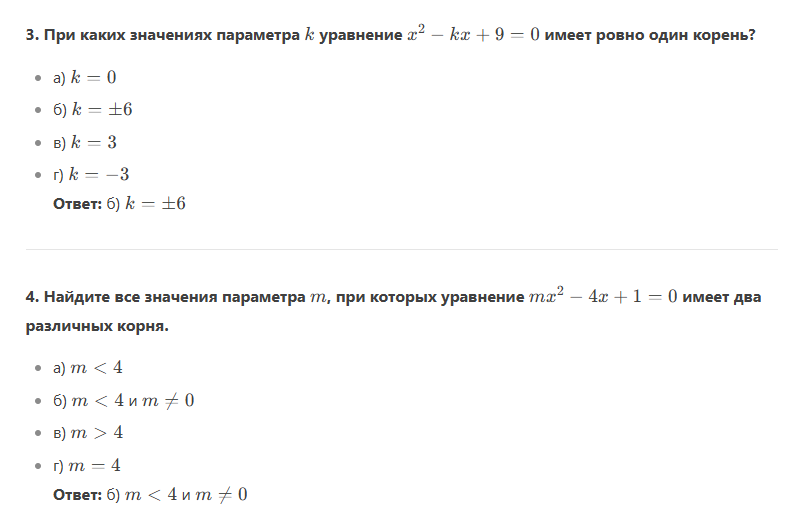 3. При каких значениях параметра k уравнение x² − kx + 9 = 0 имеет ровно один корень?
а) k = 0
б) k = ±6
в) k = 3
г) k = −3
Ответ: б) k = ±6
4. Найдите все значения параметра m, при которых уравнение mx² − 4x + 1 = 0 имеет два
различных корня.
а) m < 4
б) m < 4 и m ≠ 0
в) m > 4
г) m = 4
Ответ: б) m < 4 и m ≠ 0